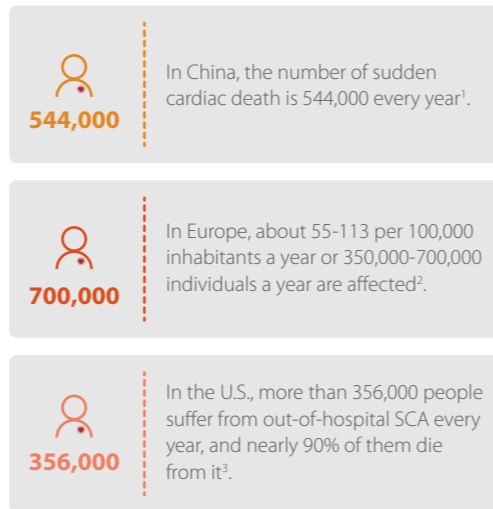 In China, the number of sudden
cardiac death is 544,000 every year¹.
544,000
In Europe, about 55-113 per 100,000
inhabitants a year or 350,000-700,000
individuals a year are affected².
700,000
In the U.S., more than 356,000 people
suffer from out-of-hospital SCA every
year, and nearly 90% of them die
from it³.
356,000